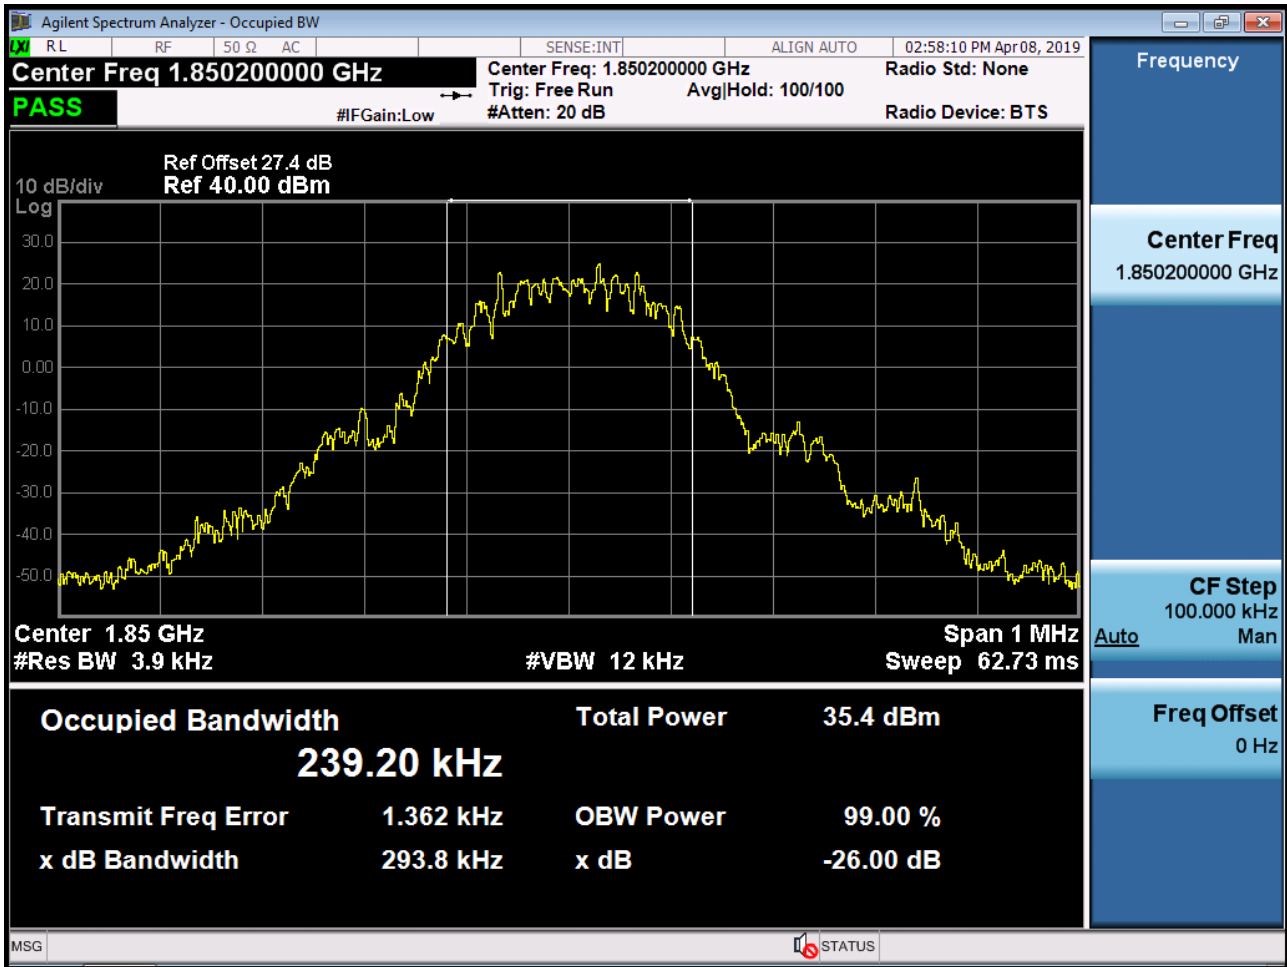 Agilent Spectrum Analyzer - Occupied BW
LXI RL RF 50 Ω AC SENSE:INT ALIGN AUTO 02:58:10 PM Apr 08, 2019
Center Freq 1.850200000 GHz
Center Freq: 1.850200000 GHz
Radio Std: None
Trig: Free Run Avg|Hold: 100/100
PASS
#IFGain:Low
#Atten: 20 dB
Radio Device: BTS
Ref Offset 27.4 dB
10 dB/div Ref 40.00 dBm
Log
30.0
20.0
10.0
0.00
-10.0
-20.0
-30.0
-40.0
-50.0
Center 1.85 GHz
Span 1 MHz
#Res BW 3.9 kHz
#VBW 12 kHz
Sweep 62.73 ms
Occupied Bandwidth
Total Power 35.4 dBm
239.20 kHz
Transmit Freq Error 1.362 kHz
OBW Power 99.00 %
x dB Bandwidth 293.8 kHz
x dB -26.00 dB
Frequency
Center Freq
1.850200000 GHz
CF Step
100.000 kHz
Auto Man
Freq Offset
0 Hz
MSG
STATUS